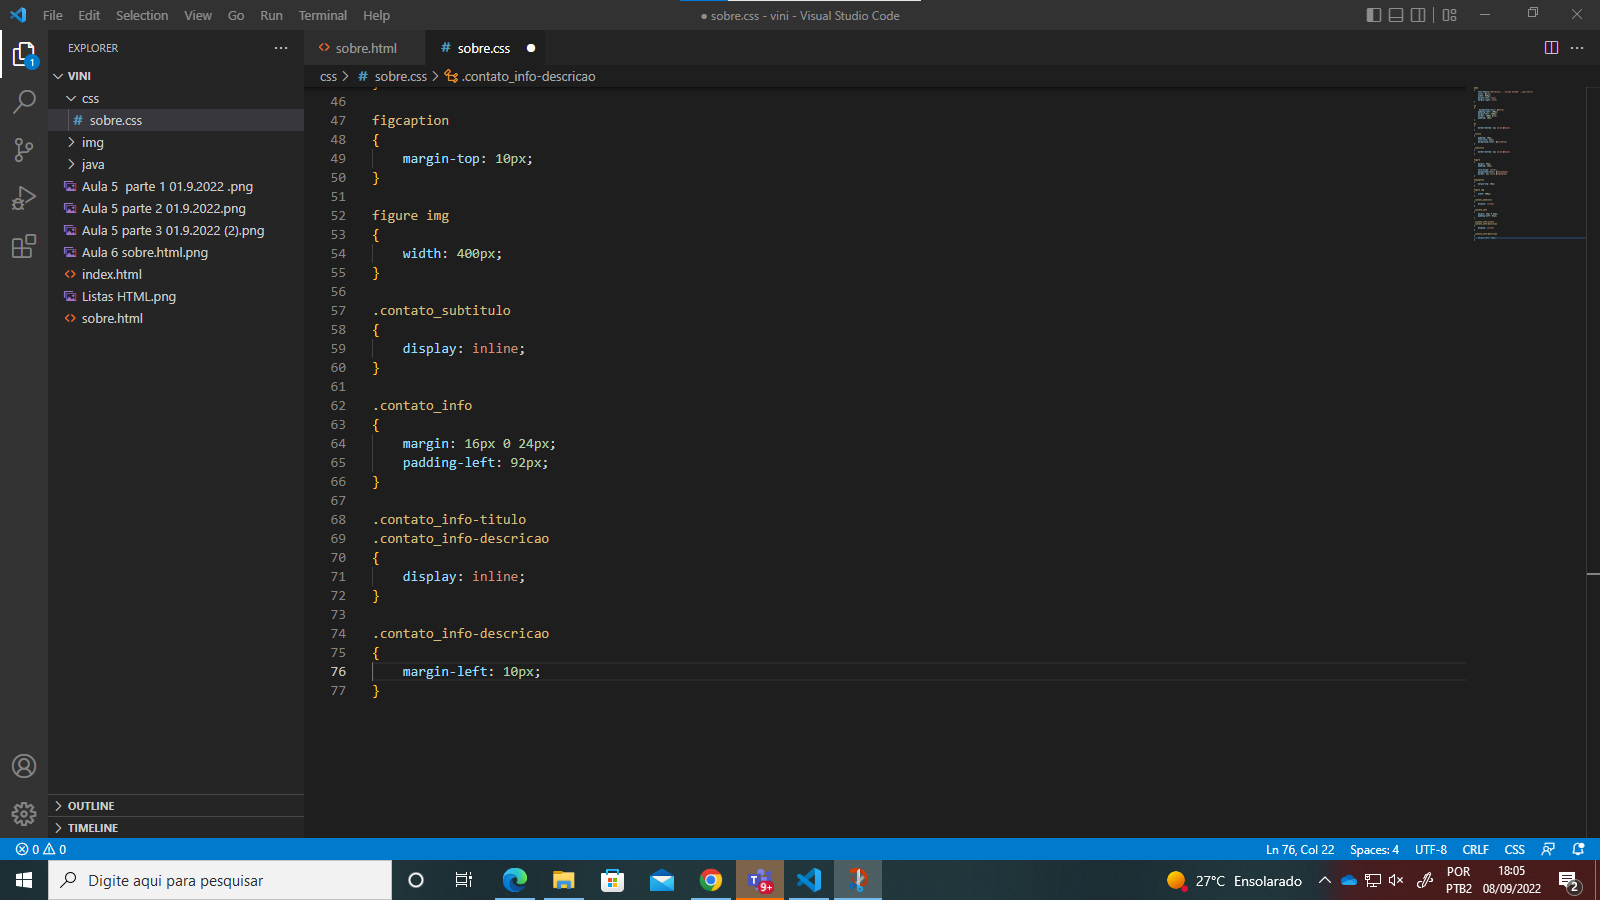 File Edit Selection View Go Run Terminal Help
● sobre.css - vini - Visual Studio Code
EXPLORER
sobre.html
# sobre.css
css > # sobre.css > .contato_info-descricao
1
VINI
css
# sobre.css
img
java
Aula 5  parte 1 01.9.2022 .png
Aula 5 parte 2 01.9.2022.png
Aula 5 parte 3 01.9.2022 (2).png
Aula 6 sobre.html.png
index.html
Listas HTML.png
sobre.html
OUTLINE
TIMELINE
46
47 figcaption
48 {
49 margin-top: 10px;
50 }
51
52 figure img
53 {
54 width: 400px;
55 }
56
57 .contato_subtitulo
58 {
59 display: inline;
60 }
61
62 .contato_info
63 {
64 margin: 16px 0 24px;
65 padding-left: 92px;
66 }
67
68 .contato_info-titulo
69 .contato_info-descricao
70 {
71 display: inline;
72 }
73
74 .contato_info-descricao
75 {
76 margin-left: 10px;
77 }
0 0
Ln 76, Col 22 Spaces: 4 UTF-8 CRLF CSS
Digite aqui para pesquisar
9+
27°C Ensolarado
POR
PTB2
18:05
08/09/2022
2